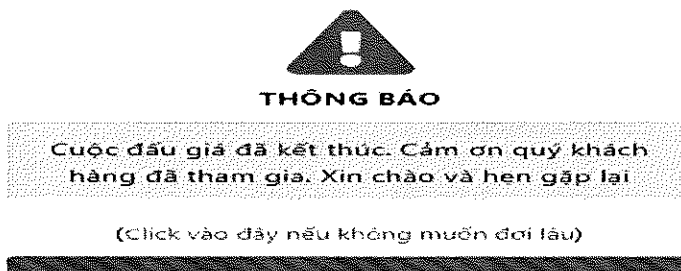 THÔNG BÁO
Cuộc đấu giá đã kết thúc. Cảm ơn quý khách
hàng đã tham gia. Xin chào và hẹn gặp lại
(Click vào đây nếu không muốn đợi lâu)